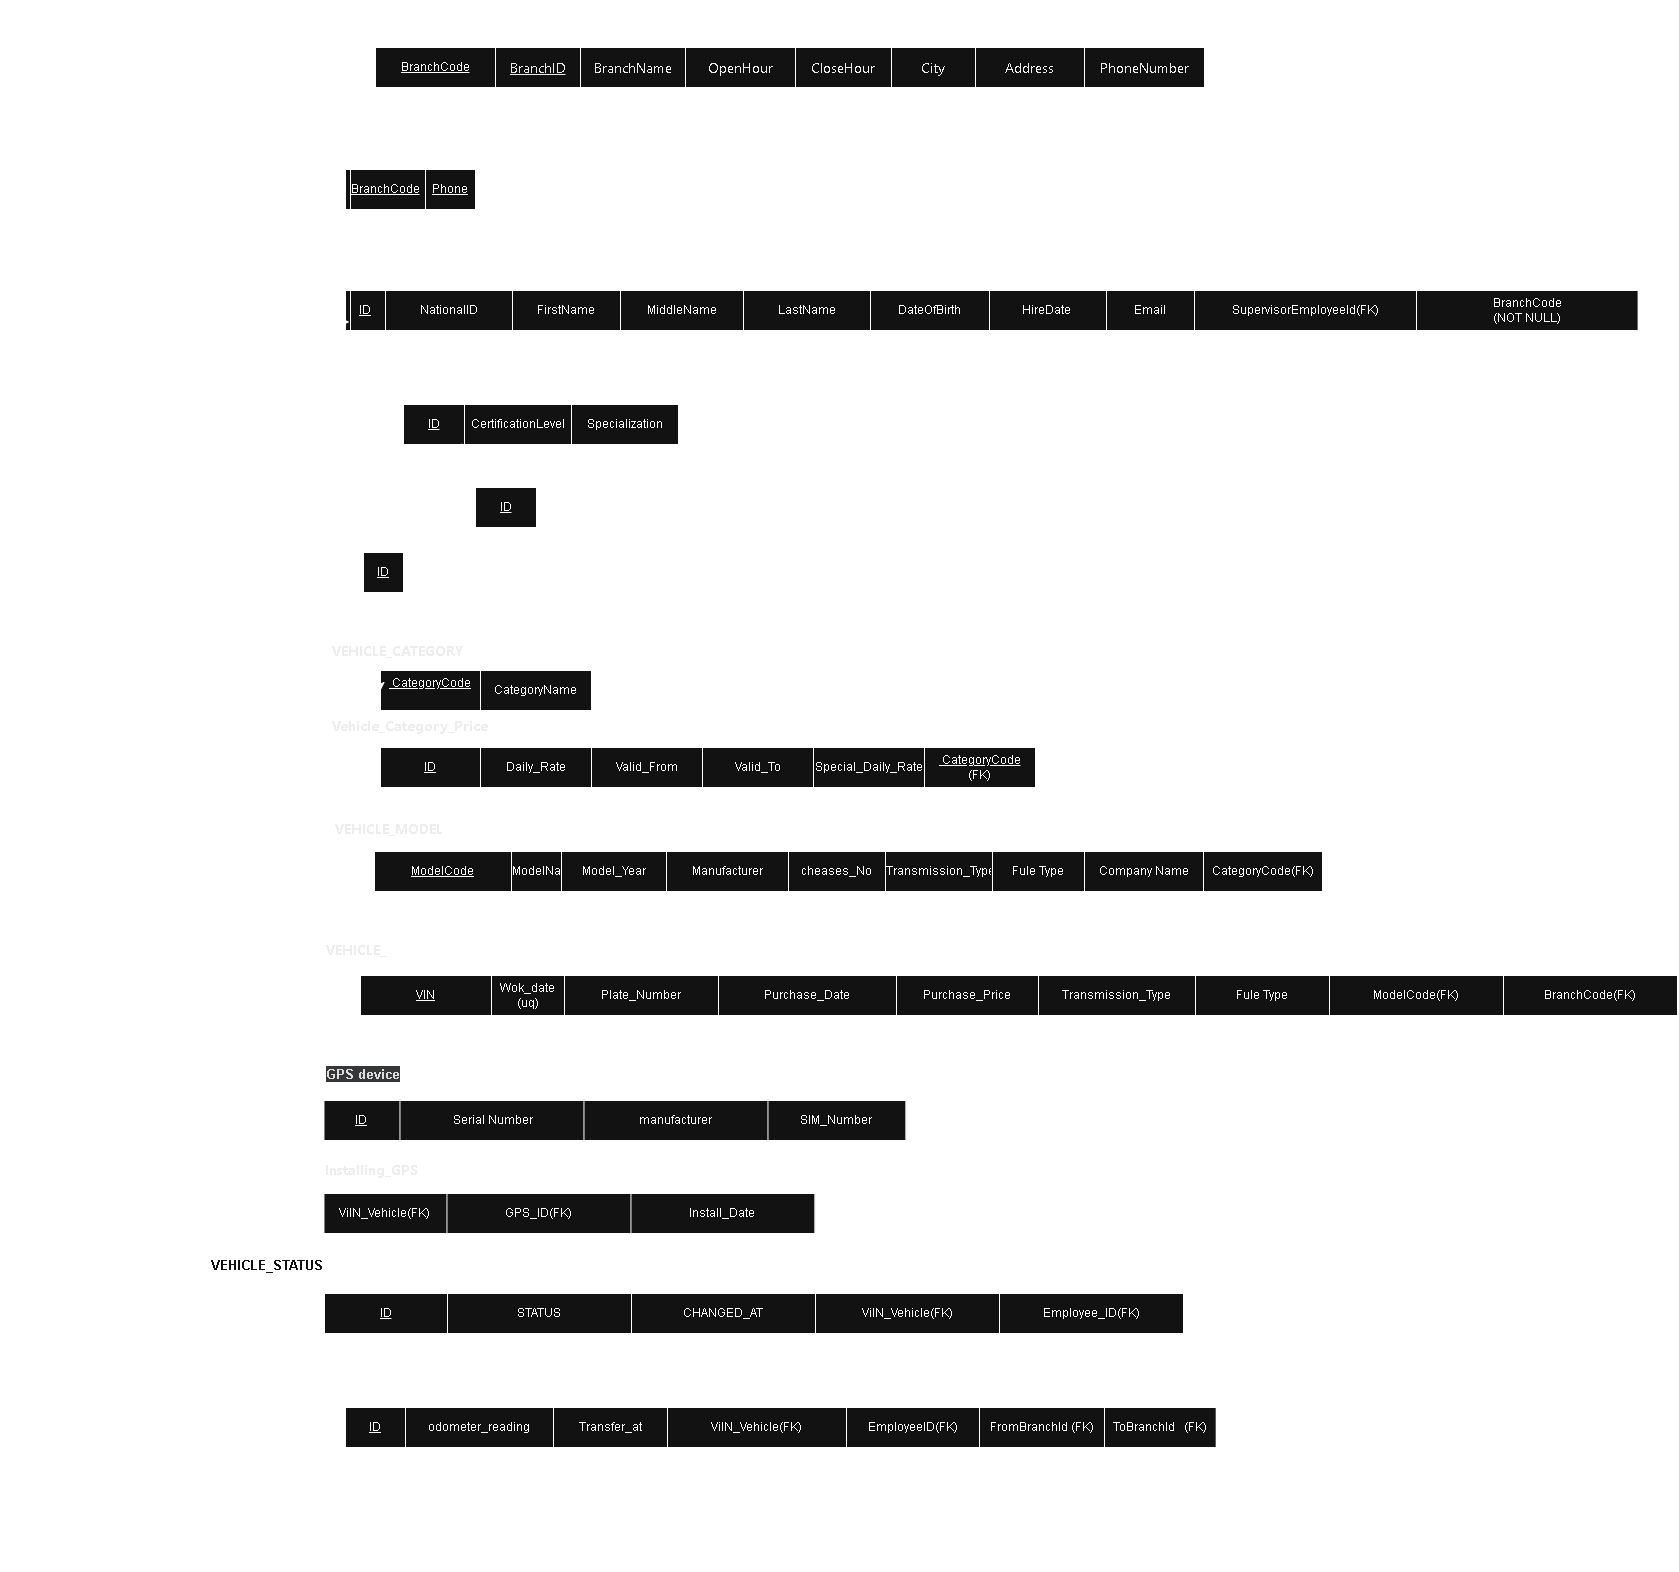 BranchCode BranchID BranchName OpenHour CloseHour City Address PhoneNumber
BranchCode Phone
ID NationalID FirstName MiddleName LastName DateOfBirth HireDate Email SupervisorEmployeeId(FK) BranchCode
(NOT NULL)
ID CertificationLevel Specialization
ID
ID
VEHICLE_CATEGORY
CategoryCode CategoryName
Vehicle_Category_Price
ID Daily_Rate Valid_From Valid_To Special_Daily_Rate CategoryCode
(FK)
VEHICLE_MODEL
ModelCode ModelNa Model_Year Manufacturer cheases_No Transmission_Type Fule Type Company Name CategoryCode(FK)
VEHICLE_
VIN Wok_date
(uq) Plate_Number Purchase_Date Purchase_Price Transmission_Type Fule Type ModelCode(FK) BranchCode(FK)
GPS device
ID Serial Number manufacturer SIM_Number
Installing_GPS
ViIN_Vehicle(FK) GPS_ID(FK) Install_Date
VEHICLE_STATUS
ID STATUS CHANGED_AT ViIN_Vehicle(FK) Employee_ID(FK)
ID odometer_reading Transfer_at ViIN_Vehicle(FK) EmployeeID(FK) FromBranchId (FK) ToBranchId (FK)